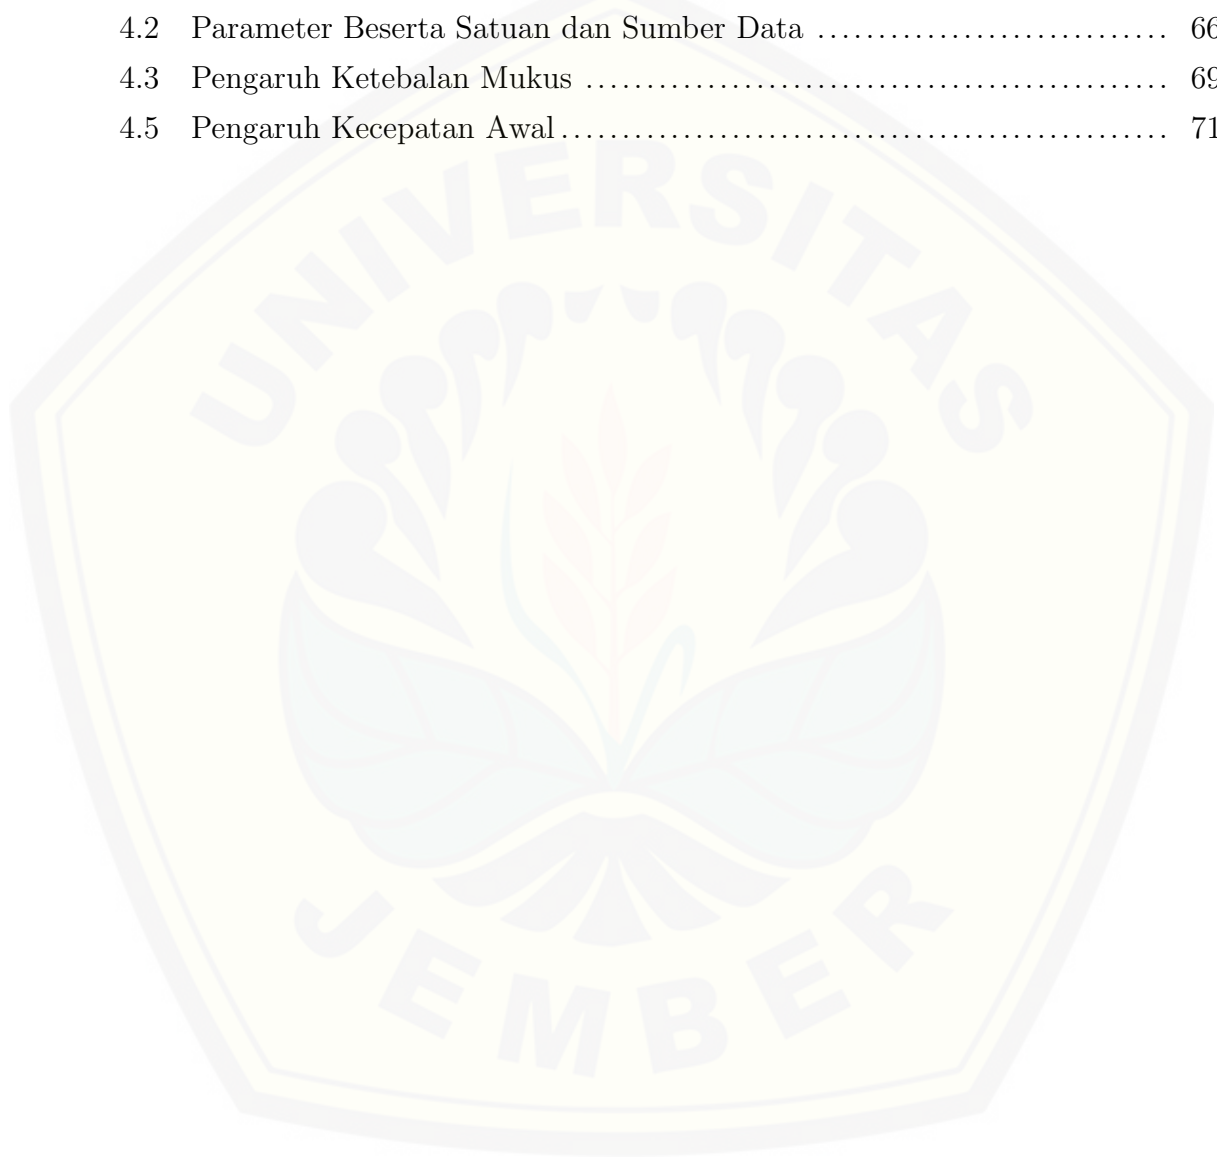 4.2 Parameter Beserta Satuan dan Sumber Data ............................. 66
4.3 Pengaruh Ketebalan Mukus ................................................ 69
4.5 Pengaruh Kecepatan Awal .................................................. 71
UNIVERSITAS
JEMBER